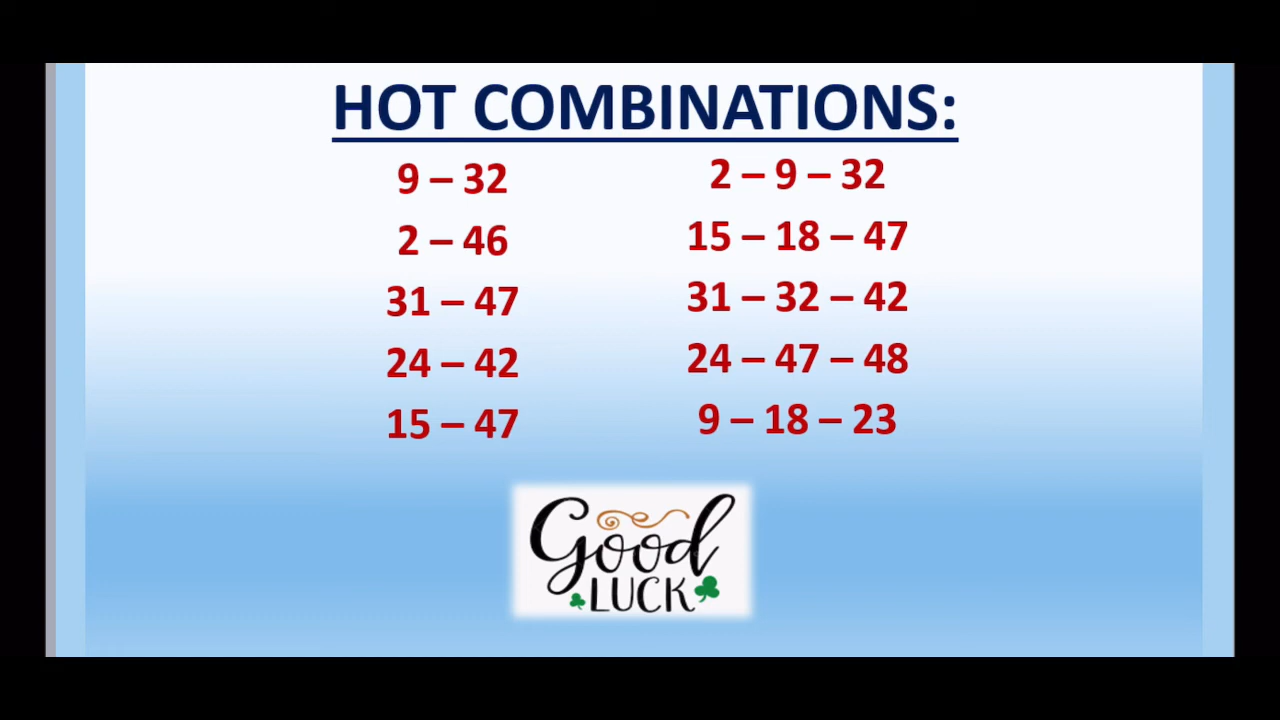 HOT COMBINATIONS:
9 – 32
2 – 46
31 – 47
24 – 42
15 – 47
2 – 9 – 32
15 – 18 – 47
31 – 32 – 42
24 – 47 – 48
9 – 18 – 23
Good
LUCK